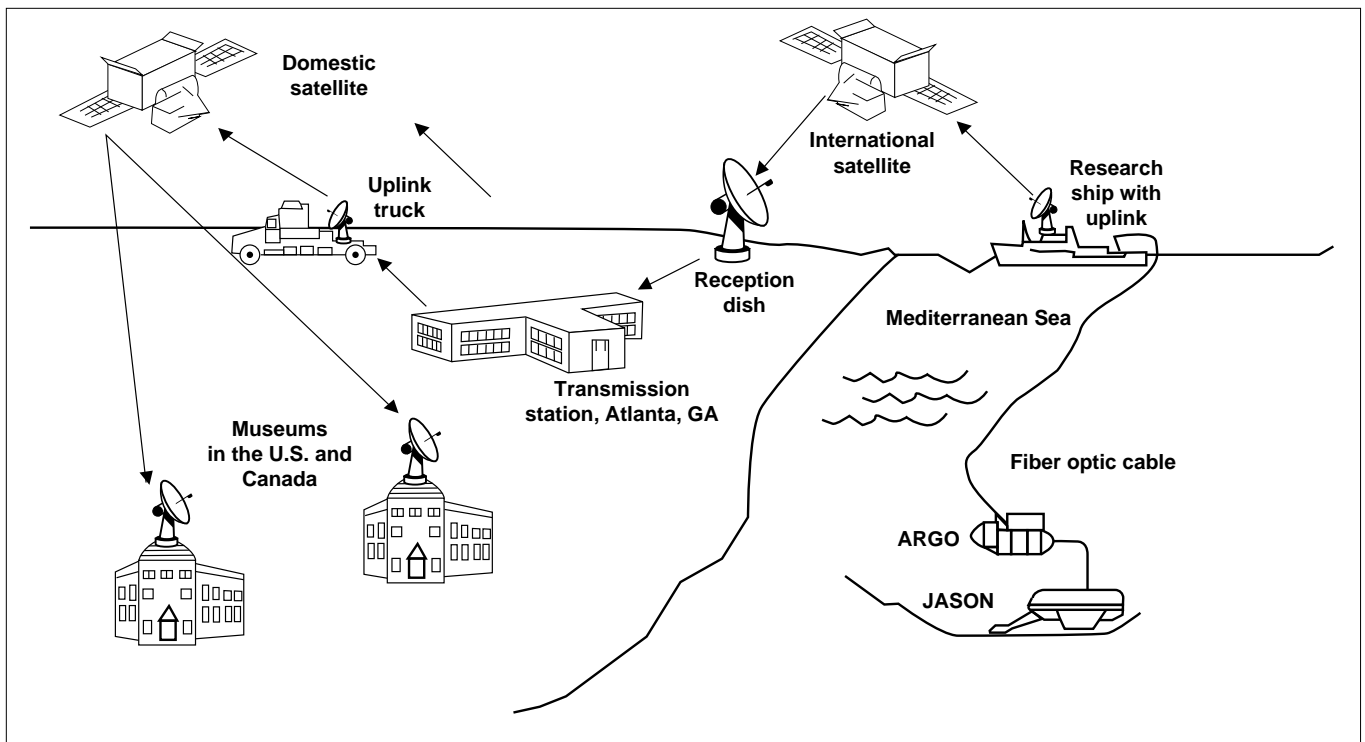 Domestic
satellite
International
satellite
Research
ship with
uplink
Uplink
truck
Reception
dish
Mediterranean Sea
Transmission
station, Atlanta, GA
Museums
in the U.S. and
Canada
Fiber optic cable
ARGO
JASON